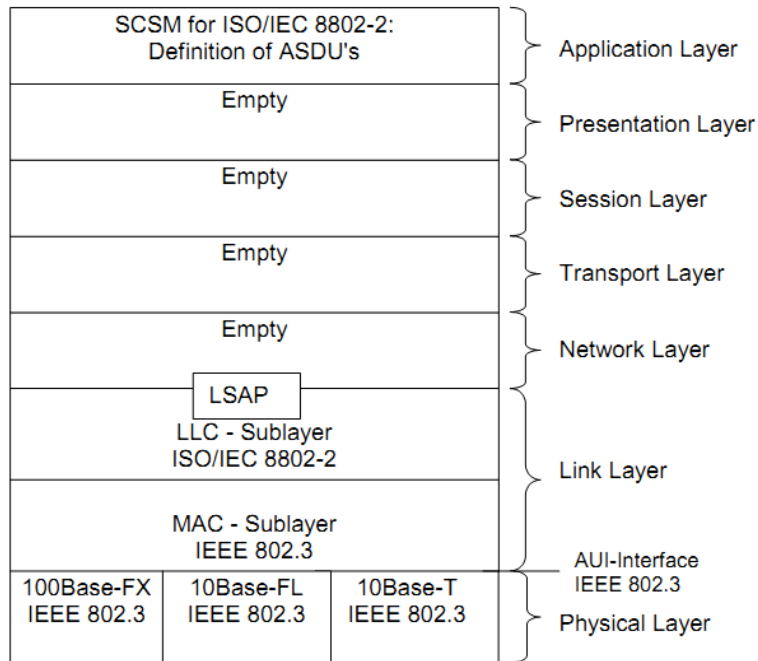 SCSM for ISO/IEC 8802-2:
Definition of ASDU's
Application Layer
Empty
Presentation Layer
Empty
Session Layer
Empty
Transport Layer
Empty
Network Layer
LSAP
LLC - Sublayer
ISO/IEC 8802-2
Link Layer
MAC - Sublayer
IEEE 802.3
AUI-Interface
IEEE 802.3
100Base-FX
IEEE 802.3
10Base-FL
IEEE 802.3
10Base-T
IEEE 802.3
Physical Layer